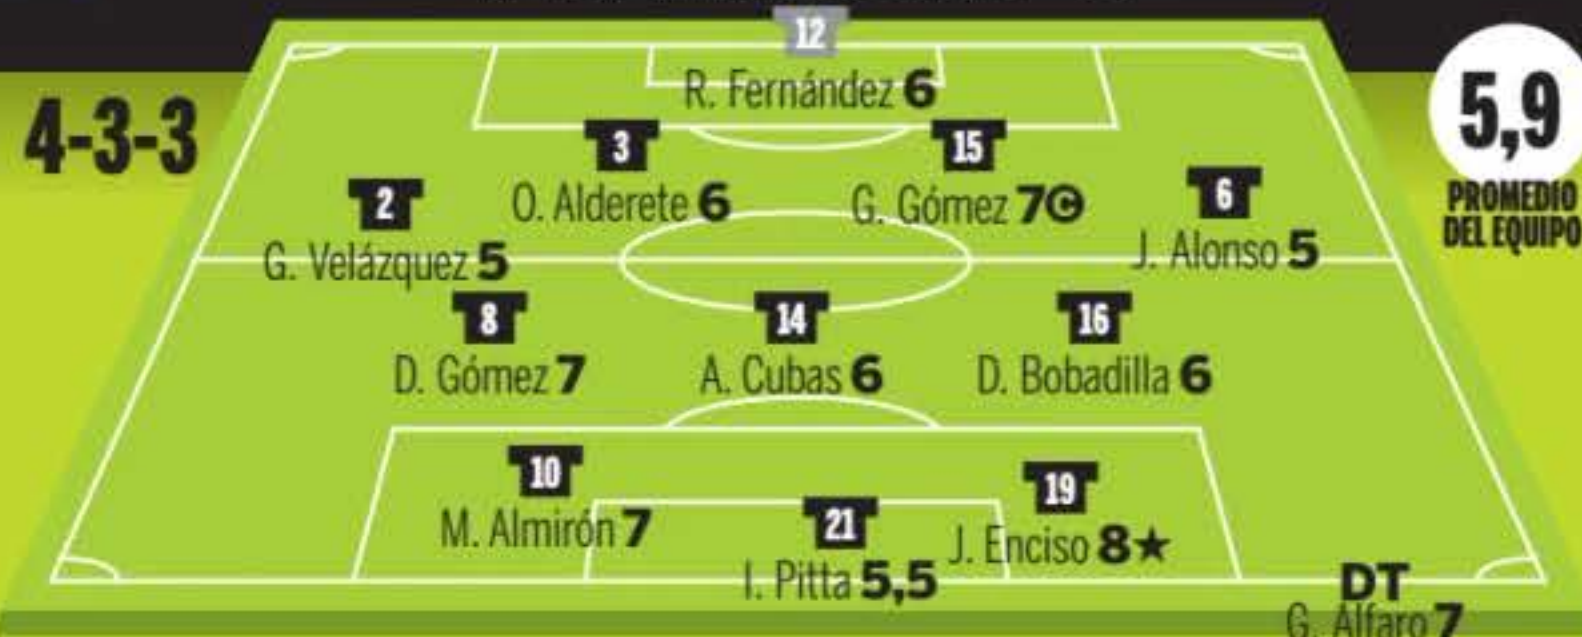 12
R. Fernández 6
4-3-3
5,9
PROMEDIO
DEL EQUIPO
3
O. Alderete 6
15
G. Gómez 7©
2
G. Velázquez 5
6
J. Alonso 5
8
D. Gómez 7
14
A. Cubas 6
16
D. Bobadilla 6
10
M. Almirón 7
21
I. Pitta 5,5
19
J. Enciso 8★
DT
G. Alfaro 7